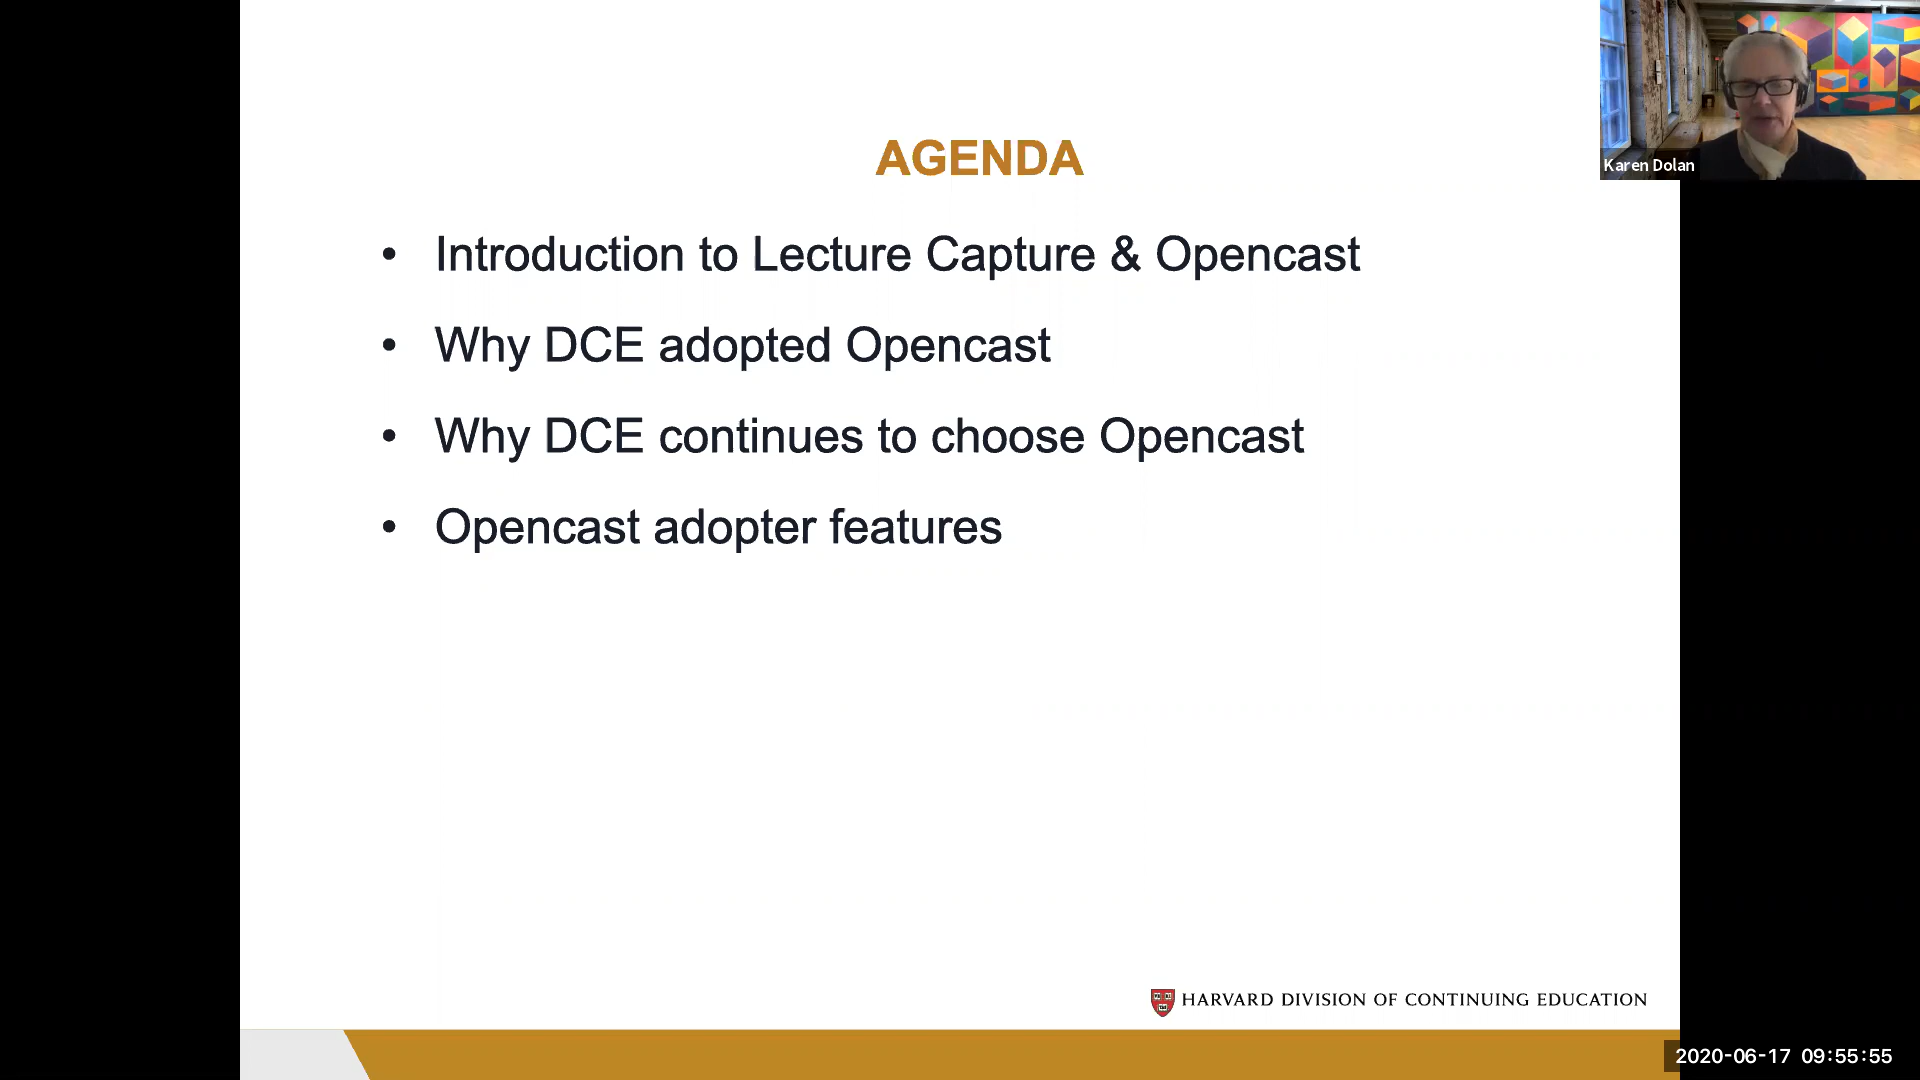 AGENDA
• Introduction to Lecture Capture & Opencast
• Why DCE adopted Opencast
• Why DCE continues to choose Opencast
• Opencast adopter features
Karen Dolan
HARVARD DIVISION OF CONTINUING EDUCATION
2020-06-17 09:55:55